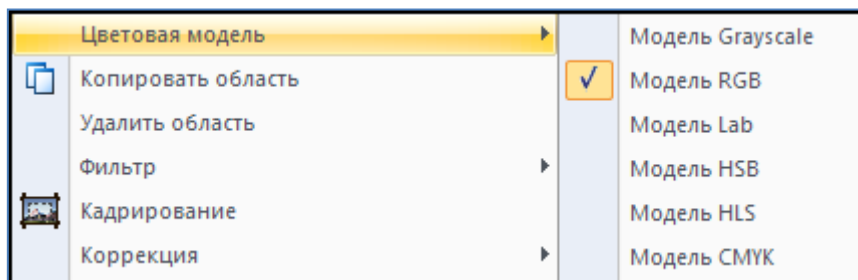 Цветовая модель
Копировать область
Удалить область
Фильтр
Кадрирование
Коррекция
Модель Grayscale
Модель RGB
Модель Lab
Модель HSB
Модель HLS
Модель CMYK